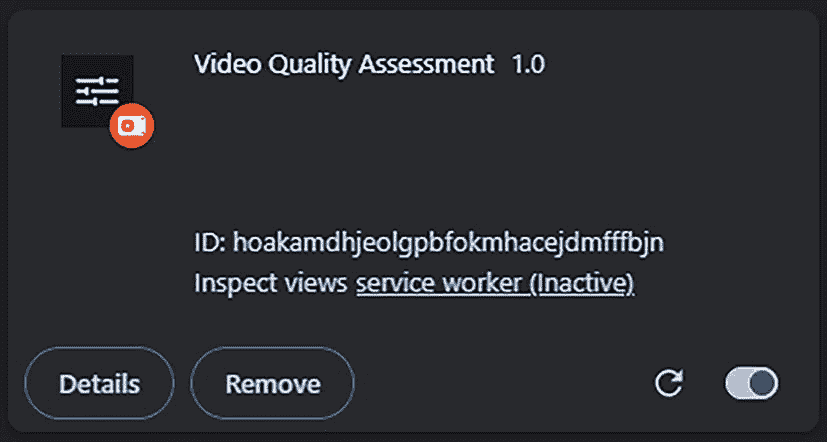 Video Quality Assessment 1.0
ID: hoakamdhjeolgpbfokmhacejdmfffbjn
Inspect views service worker (Inactive)
Details Remove